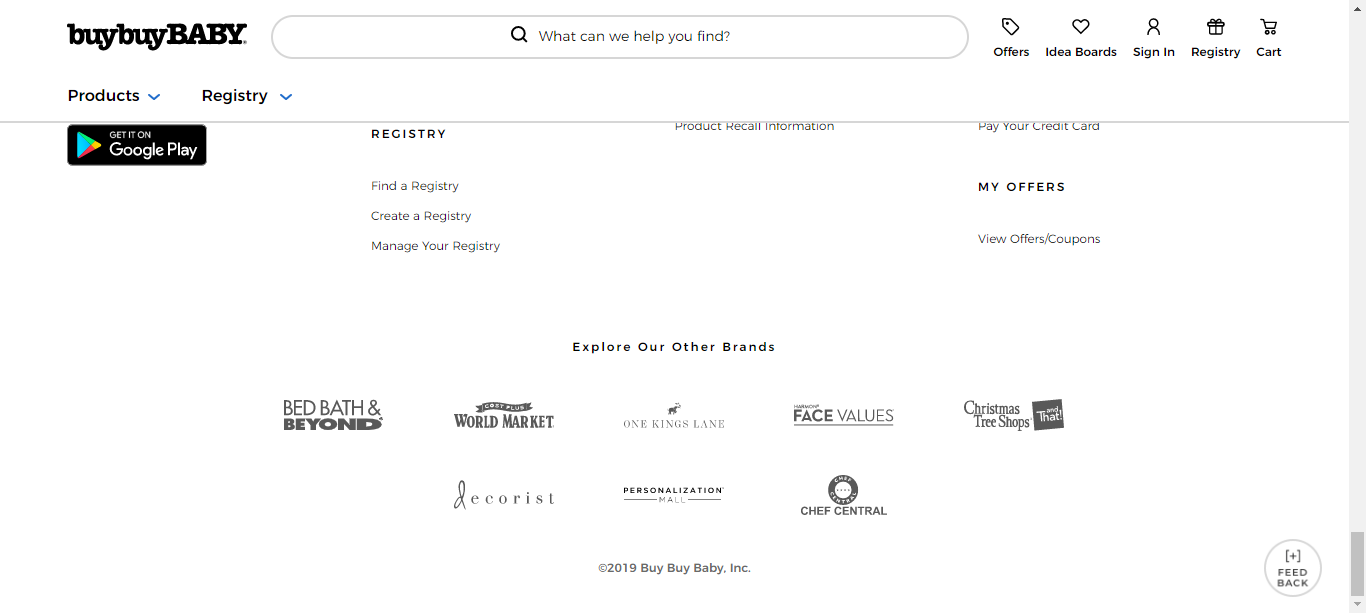 buybuyBABY
What can we help you find?
Offers
Idea Boards
Sign In
Registry
Cart
Products
Registry
GET IT ON
Google Play
REGISTRY
Find a Registry
Create a Registry
Manage Your Registry
Product Recall Information
Pay Your Credit Card
MY OFFERS
View Offers/Coupons
Explore Our Other Brands
BED BATH &
BEYOND
COST PLUS
WORLD MARKET
ONE KINGS LANE
HARMON
FACE VALUES
Christmas
Tree Shops
and
That!
decorist
PERSONALIZATION
MALL
CHEF
CENTRAL
CHEF CENTRAL
©2019 Buy Buy Baby, Inc.
[+]
FEED
BACK